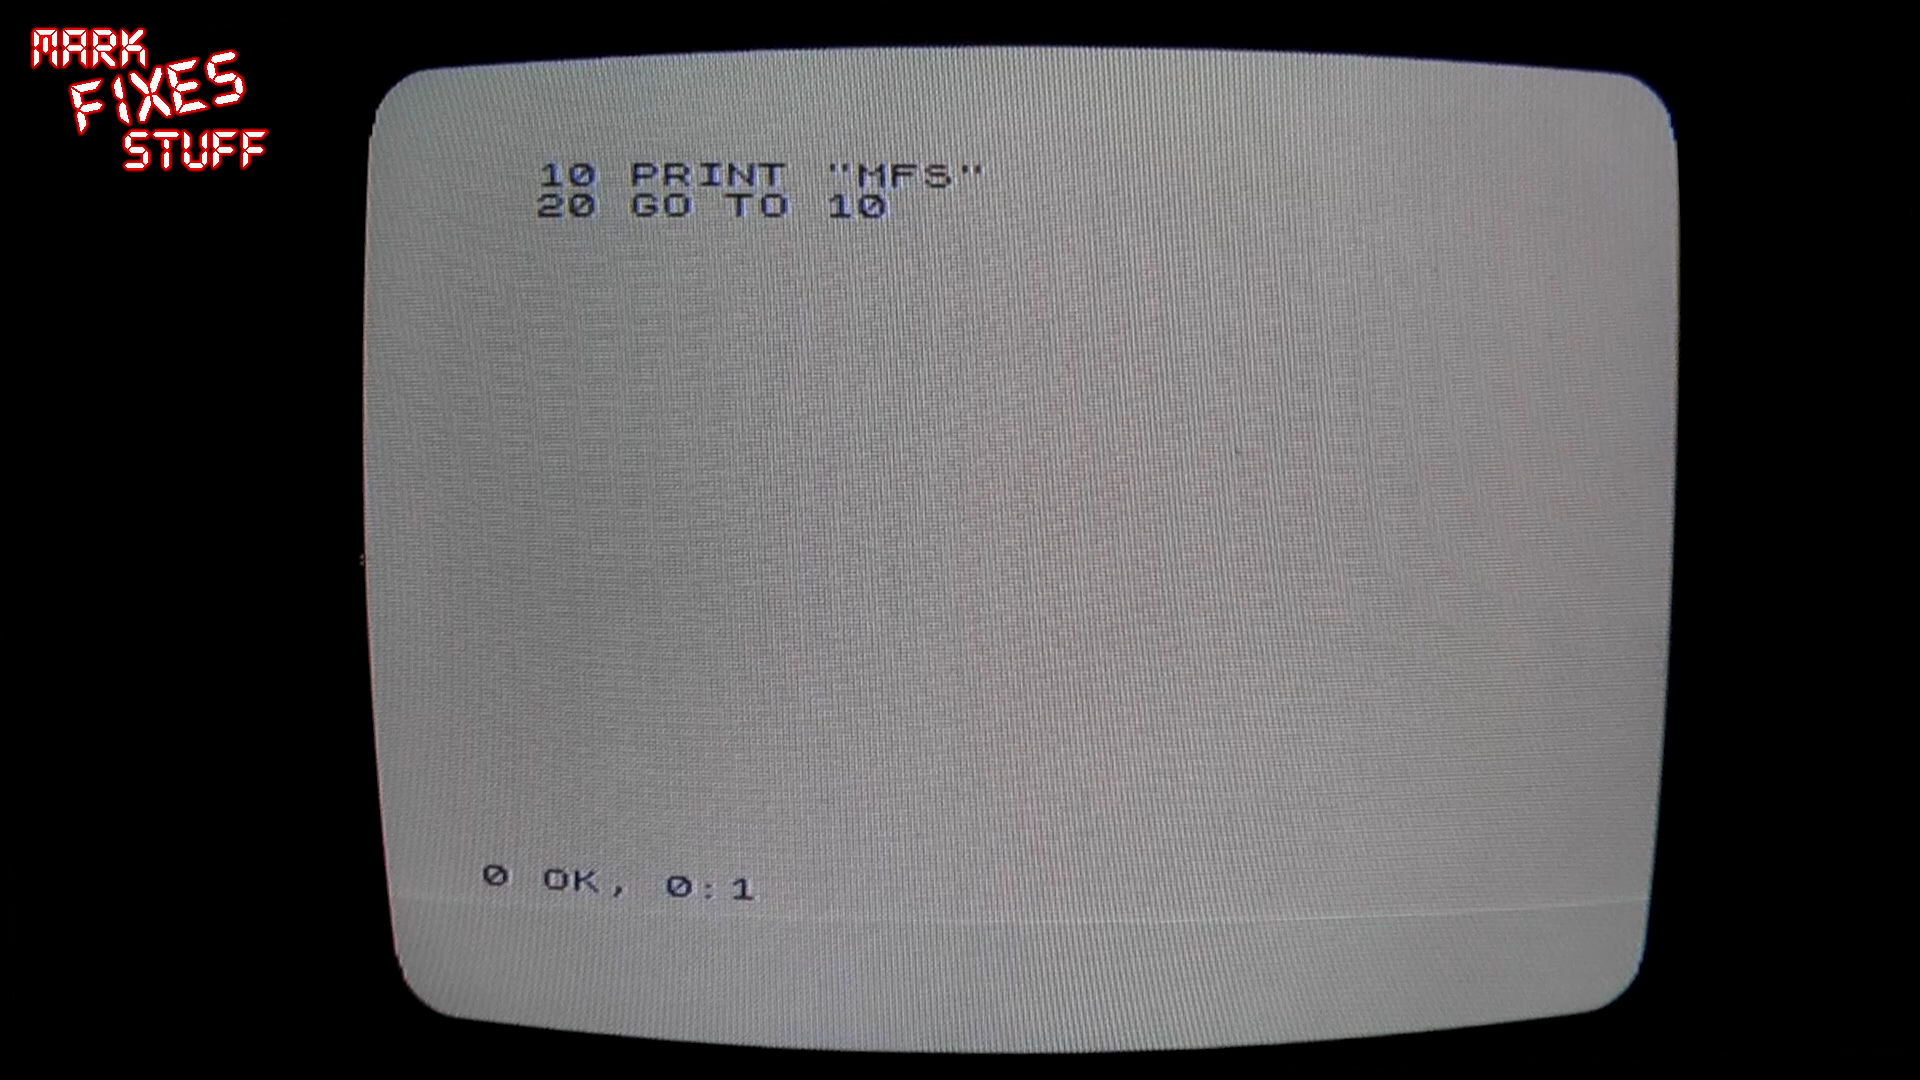 MARK
FIXES
STUFF
10 PRINT "MFS"
20 GO TO 10
0 OK, 0:1